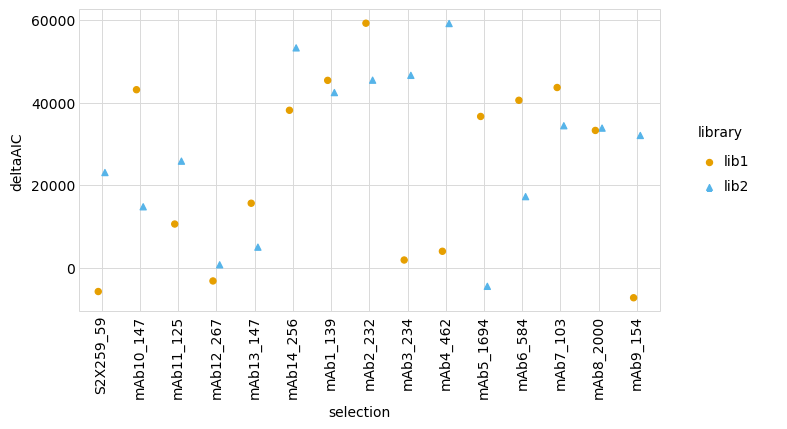 60000
40000
20000
0
deltaAIC
S2X259_59
mAb10_147
mAb11_125
mAb12_267
mAb13_147
mAb14_256
mAb1_139
mAb2_232
mAb3_234
mAb4_462
mAb5_1694
mAb6_584
mAb7_103
mAb8_2000
mAb9_154
selection
library
lib1
lib2